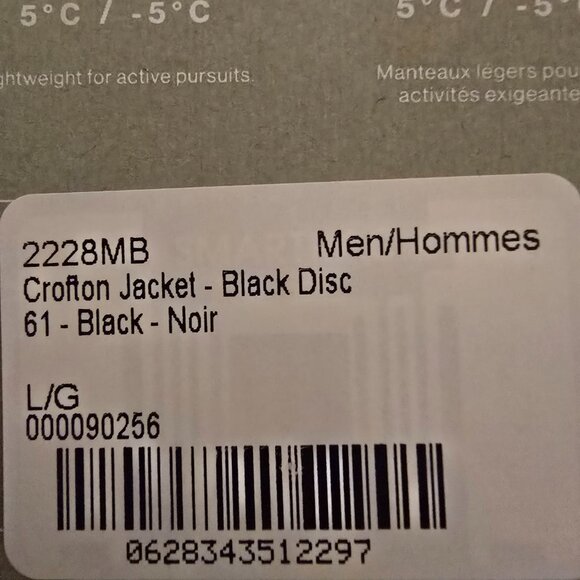 5°C / -5°C
5°C / -5°
ghtweight for active pursuits.
Manteaux légers pou
activités exigeante
2228MB
Men/Hommes
Crofton Jacket - Black Disc
61 - Black - Noir
L/G
000090256
0628343512297